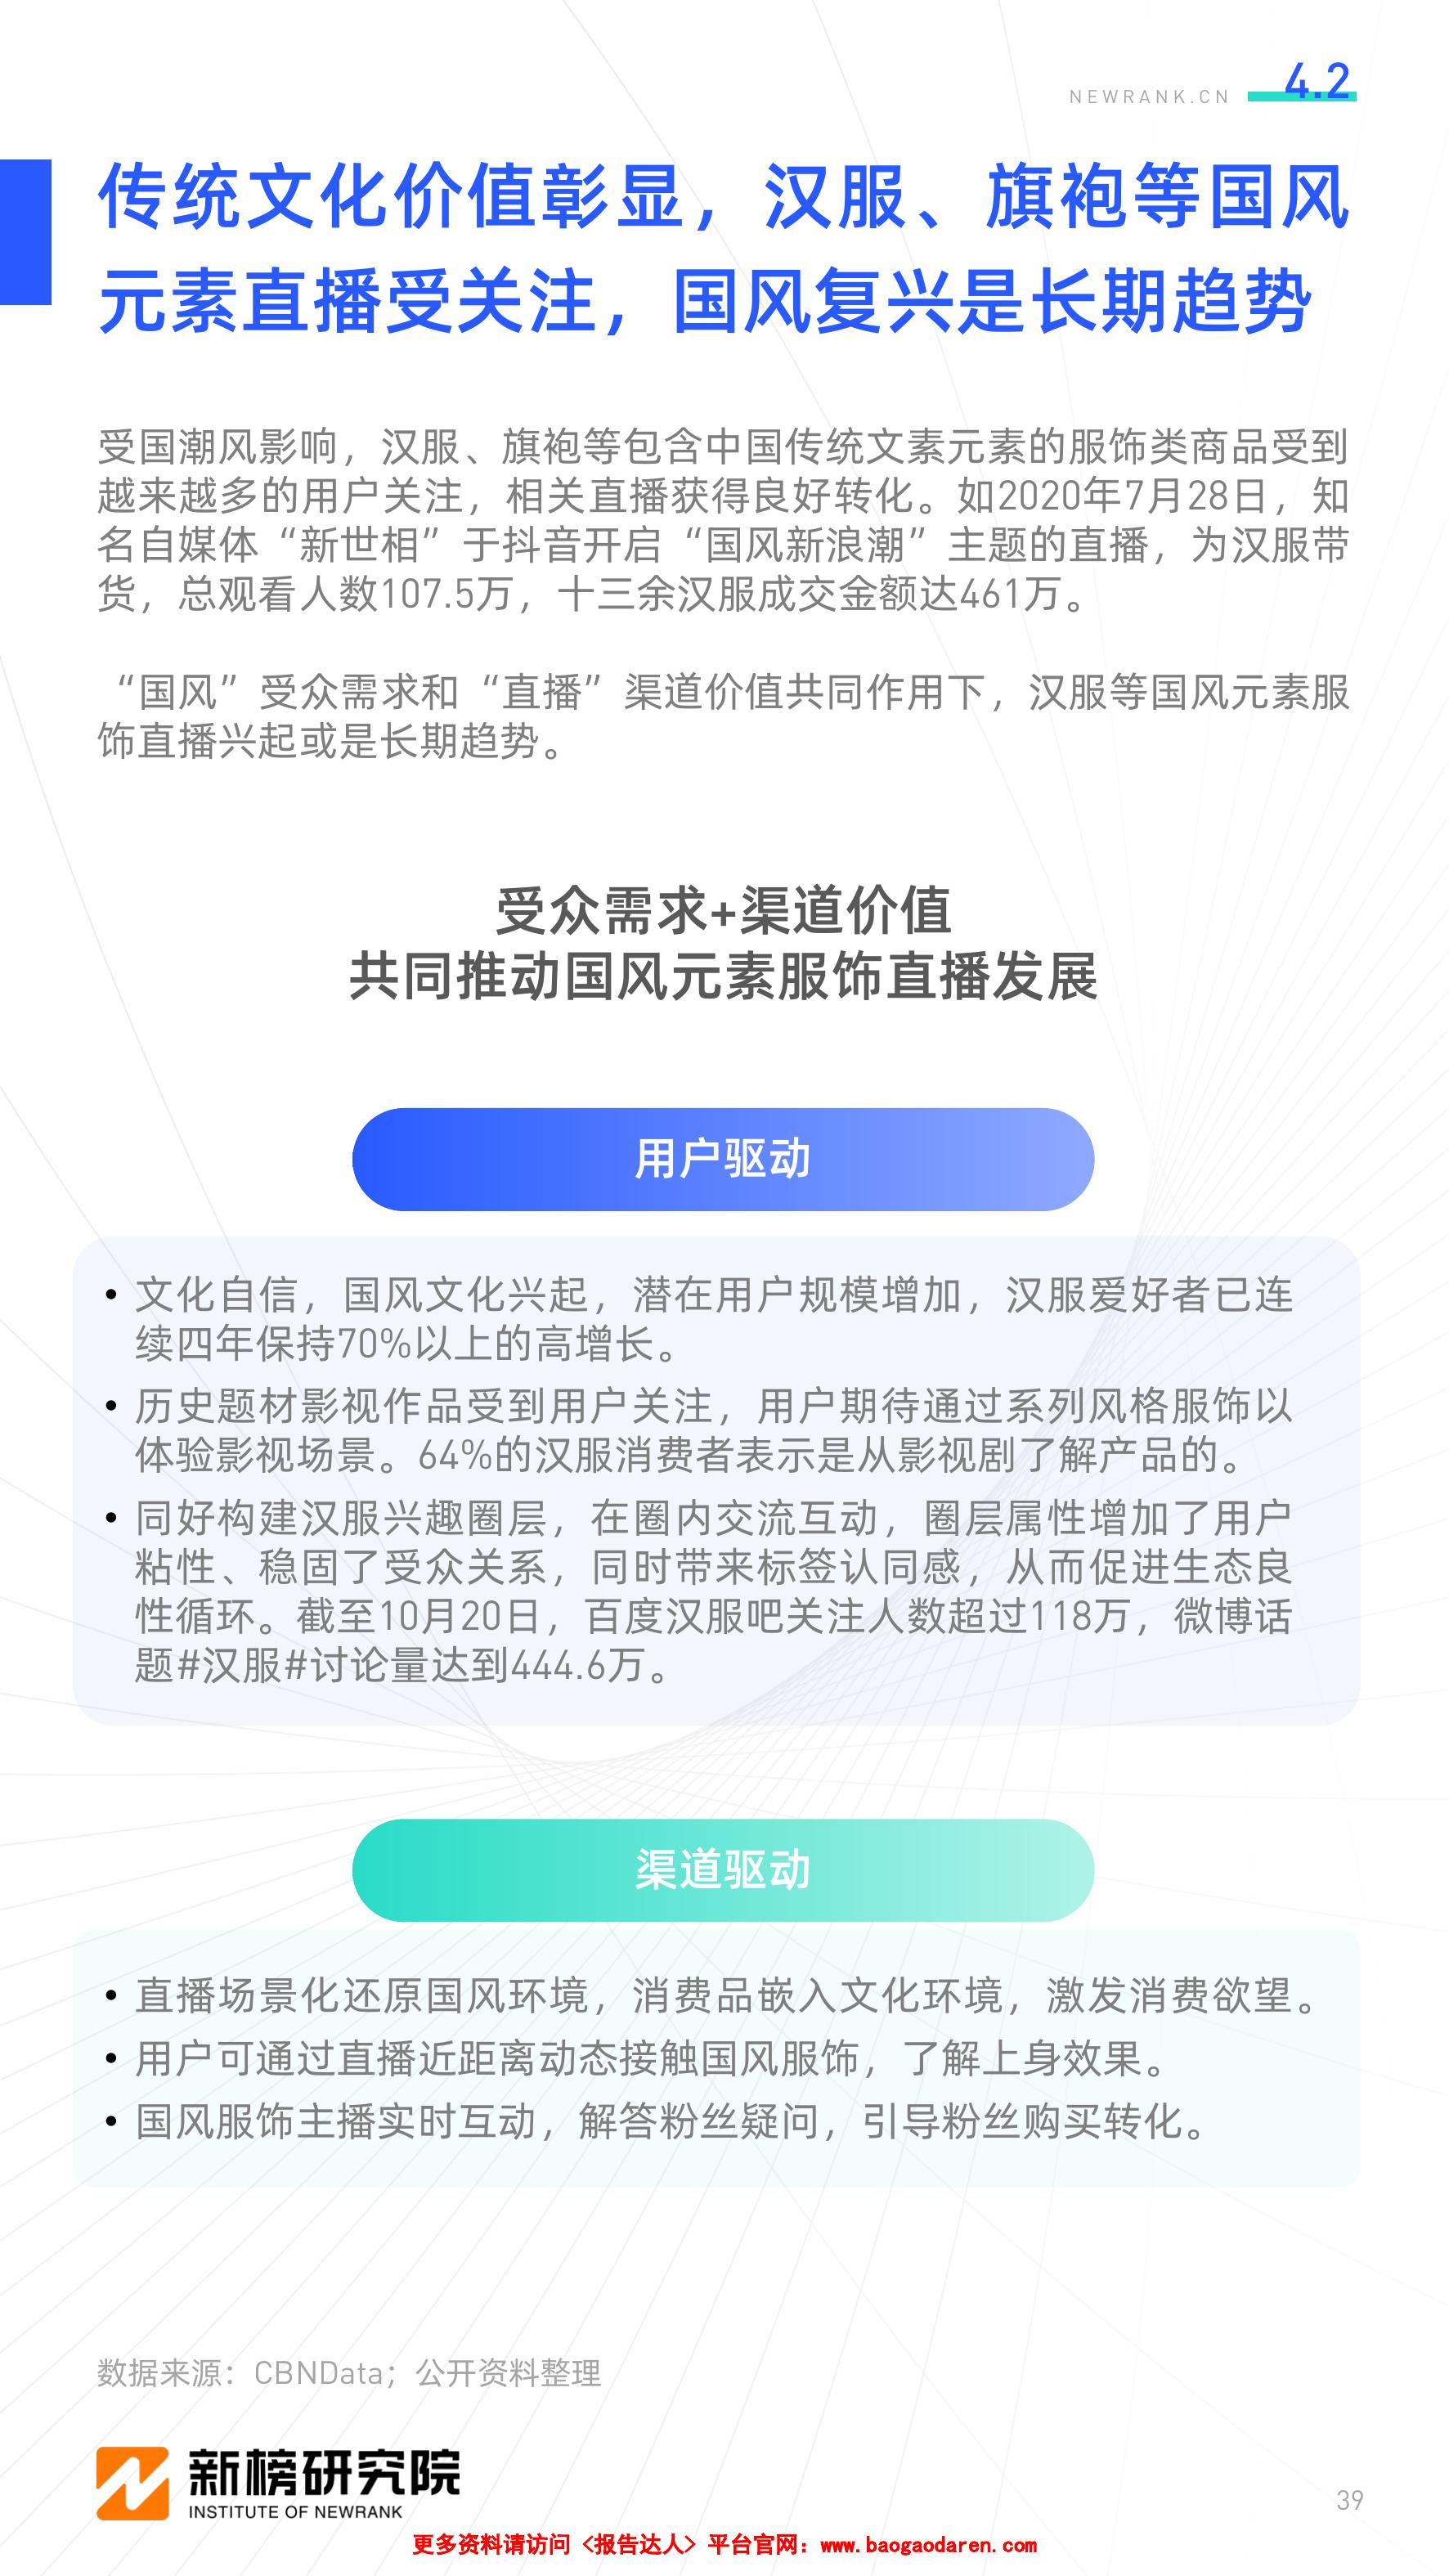 NEWRANK.CN 4.2
传统文化价值彰显，汉服、旗袍等国风
元素直播受关注，国风复兴是长期趋势
受国潮风影响，汉服、旗袍等包含中国传统文素元素的服饰类商品受到
越来越多的用户关注，相关直播获得良好转化。如2020年7月28日，知
名自媒体“新世相”于抖音开启“国风新浪潮”主题的直播，为汉服带
货，总观看人数107.5万，十三余汉服成交金额达461万。
“国风”受众需求和“直播”渠道价值共同作用下，汉服等国风元素服
饰直播兴起或是长期趋势。
受众需求+渠道价值
共同推动国风元素服饰直播发展
用户驱动
• 文化自信，国风文化兴起，潜在用户规模增加，汉服爱好者已连
续四年保持70%以上的高增长。
• 历史题材影视作品受到用户关注，用户期待通过系列风格服饰以
体验影视场景。64%的汉服消费者表示是从影视剧了解产品的。
• 同好构建汉服兴趣圈层，在圈内交流互动，圈层属性增加了用户
粘性、稳固了受众关系，同时带来标签认同感，从而促进生态良
性循环。截至10月20日，百度汉服吧关注人数超过118万，微博话
题#汉服#讨论量达到444.6万。
渠道驱动
• 直播场景化还原国风环境，消费品嵌入文化环境，激发消费欲望。
• 用户可通过直播近距离动态接触国风服饰，了解上身效果。
• 国风服饰主播实时互动，解答粉丝疑问，引导粉丝购买转化。
数据来源：CBNData；公开资料整理
新榜研究院
INSTITUTE OF NEWRANK
39
更多资料请访问《报告达人》平台官网：www.baogaodaren.com